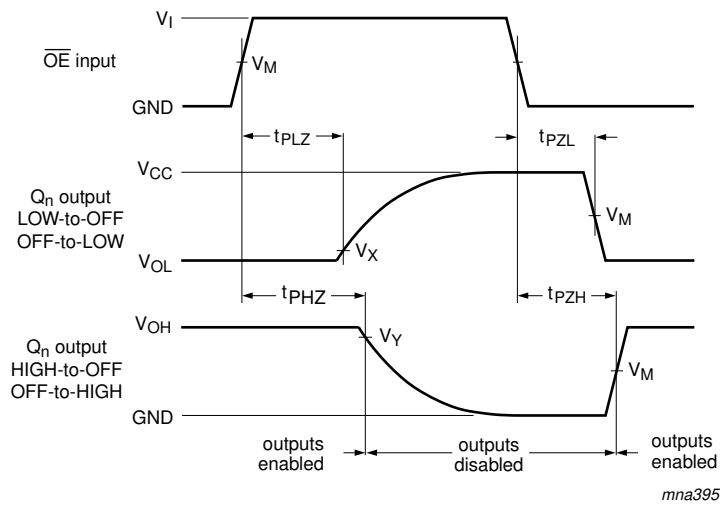 V_I
OE input
V_M
GND
t_PLZ
t_PZL
V_CC
Q_n output
LOW-to-OFF
OFF-to-LOW
V_M
V_X
V_OL
t_PHZ
t_PZH
V_OH
Q_n output
HIGH-to-OFF
OFF-to-HIGH
V_Y
V_M
GND
outputs
enabled
outputs
disabled
outputs
enabled
mna395